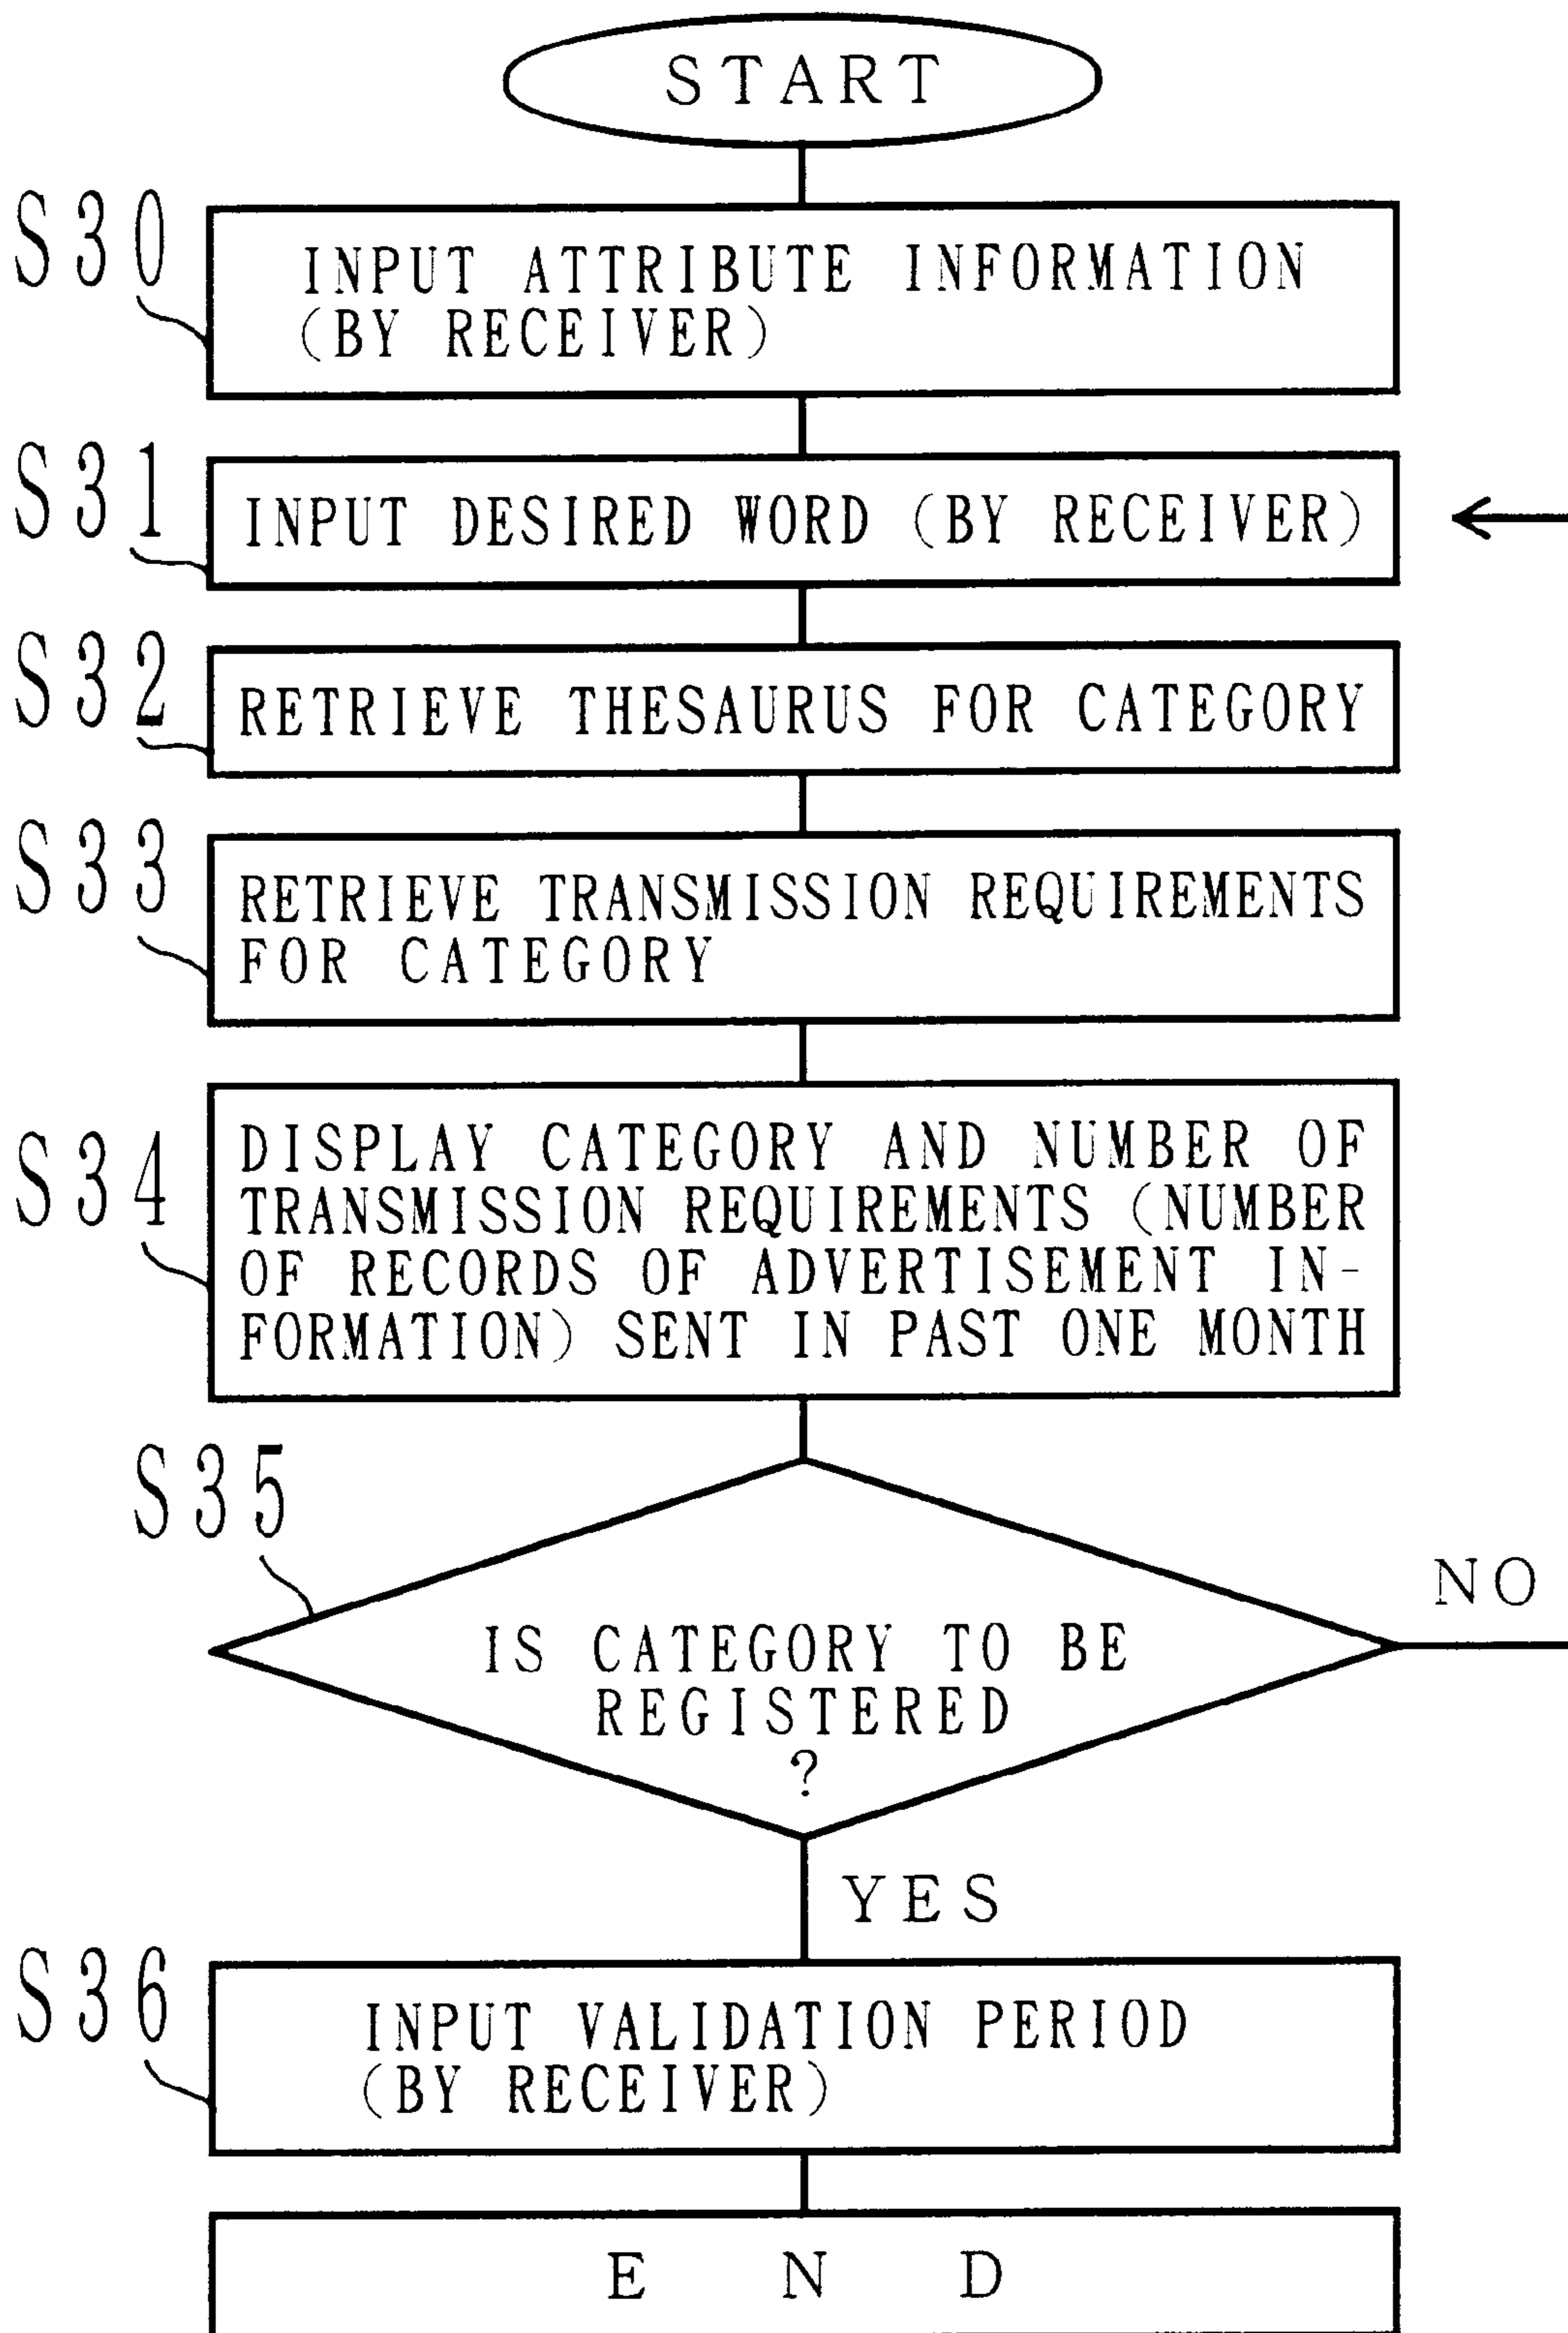 START
S30
INPUT ATTRIBUTE INFORMATION
(BY RECEIVER)
S31
INPUT DESIRED WORD (BY RECEIVER)
S32
RETRIEVE THESAURUS FOR CATEGORY
S33
RETRIEVE TRANSMISSION REQUIREMENTS
FOR CATEGORY
S34
DISPLAY CATEGORY AND NUMBER OF
TRANSMISSION REQUIREMENTS (NUMBER
OF RECORDS OF ADVERTISEMENT IN-
FORMATION) SENT IN PAST ONE MONTH
S35
IS CATEGORY TO BE
REGISTERED
?
NO
YES
S36
INPUT VALIDATION PERIOD
(BY RECEIVER)
END